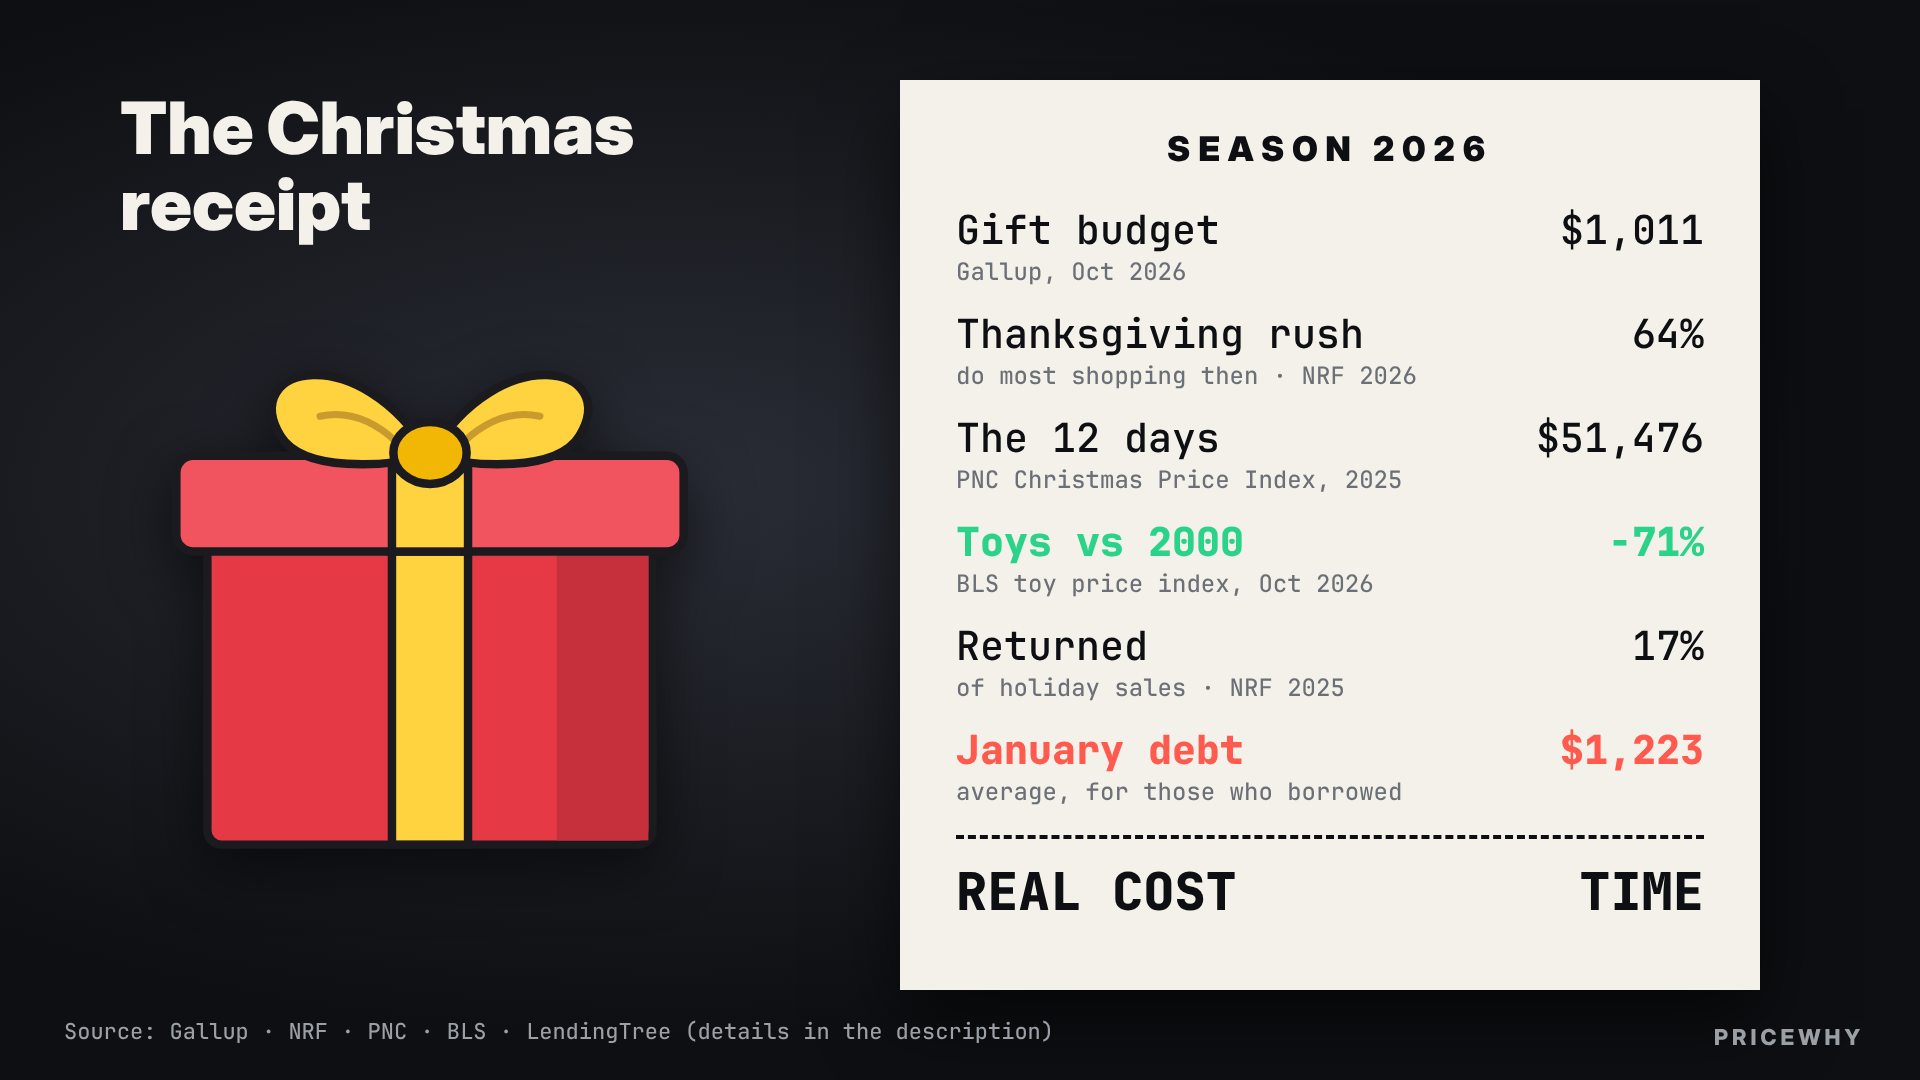 The Christmas
receipt
SEASON 2026
Gift budget $1,011
Gallup, Oct 2026
Thanksgiving rush 64%
do most shopping then · NRF 2026
The 12 days $51,476
PNC Christmas Price Index, 2025
Toys vs 2000 -71%
BLS toy price index, Oct 2026
Returned 17%
of holiday sales · NRF 2025
January debt $1,223
average, for those who borrowed
REAL COST TIME
Source: Gallup · NRF · PNC · BLS · LendingTree (details in the description)
PRICEWHY